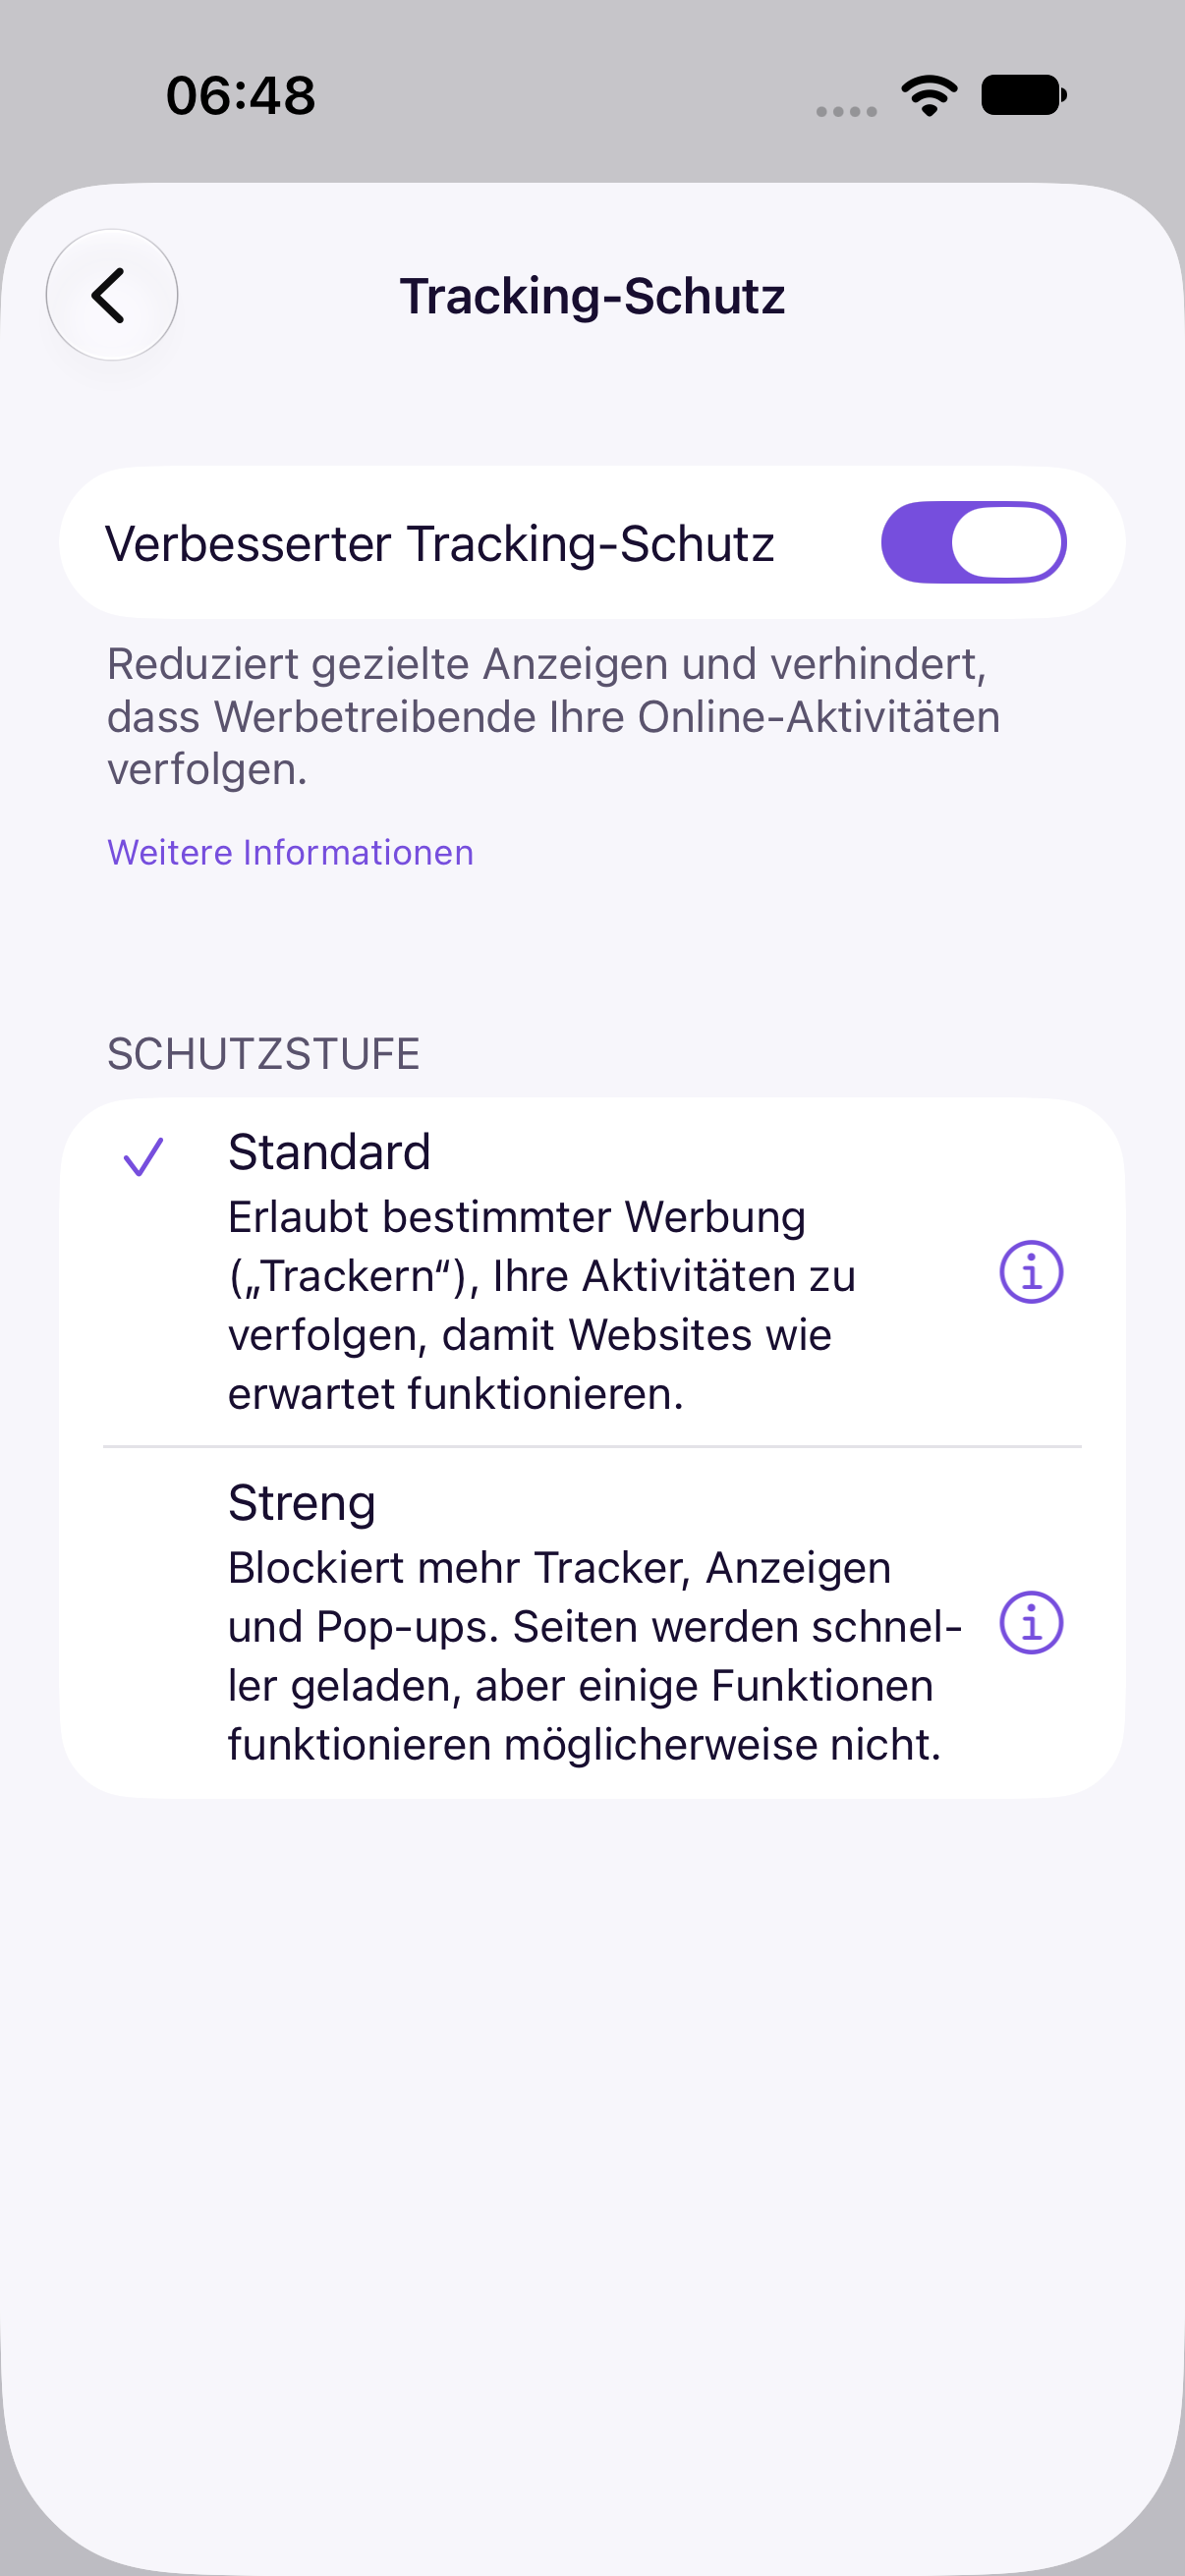 06:48
Tracking-Schutz
Verbesserter Tracking-Schutz
Reduziert gezielte Anzeigen und verhindert,
dass Werbetreibende Ihre Online-Aktivitäten
verfolgen.
Weitere Informationen
SCHUTZSTUFE
Standard
Erlaubt bestimmter Werbung
(„Trackern“), Ihre Aktivitäten zu
verfolgen, damit Websites wie
erwartet funktionieren.
Streng
Blockiert mehr Tracker, Anzeigen
und Pop-ups. Seiten werden schnel-
ler geladen, aber einige Funktionen
funktionieren möglicherweise nicht.